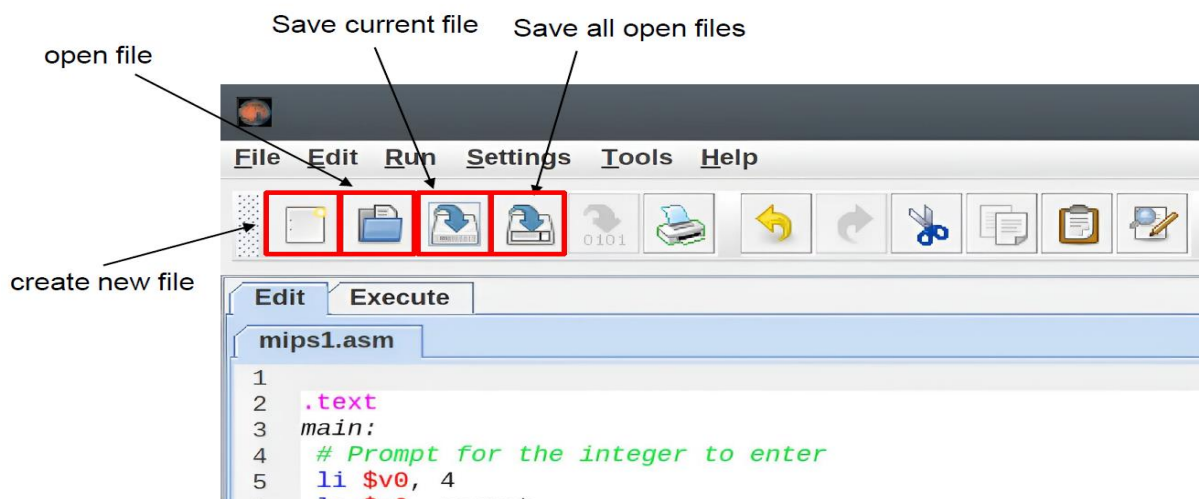 Save current file
Save all open files
open file
File Edit Run Settings Tools Help
0101
create new file
Edit Execute
mips1.asm
1
2 .text
3 main:
4 # Prompt for the integer to enter
5 li $v0, 4